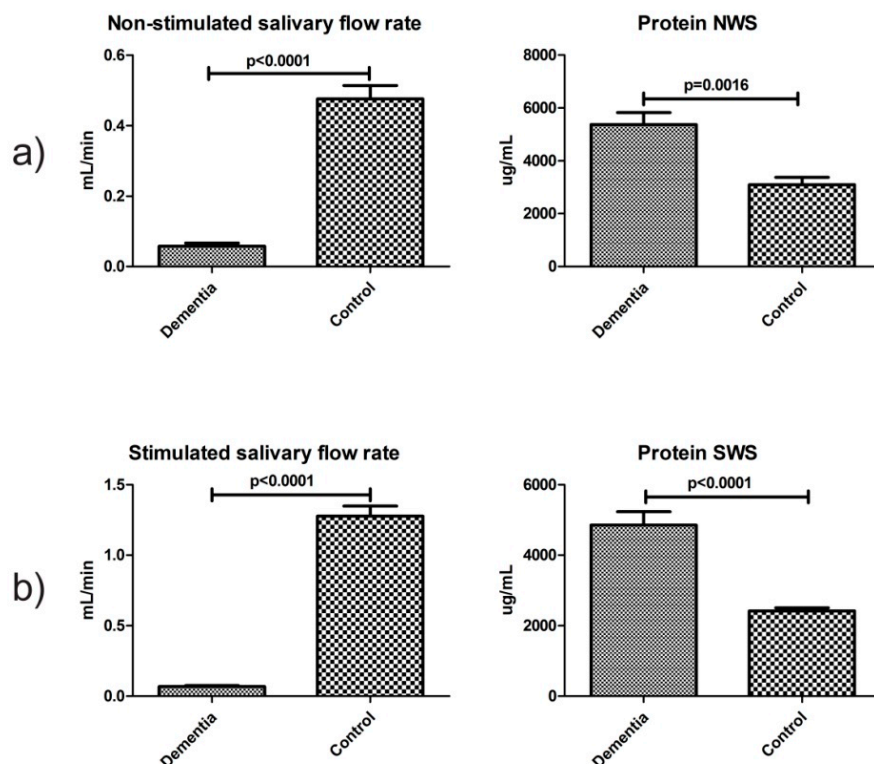 a)
Non-stimulated salivary flow rate
p<0.0001
mL/min
0.6
0.4
0.2
0.0
Dementia
Control
Protein NWS
p=0.0016
ug/mL
8000
6000
4000
2000
0
Dementia
Control
b)
Stimulated salivary flow rate
p<0.0001
mL/min
1.5
1.0
0.5
0.0
Dementia
Control
Protein SWS
p<0.0001
ug/mL
6000
4000
2000
0
Dementia
Control